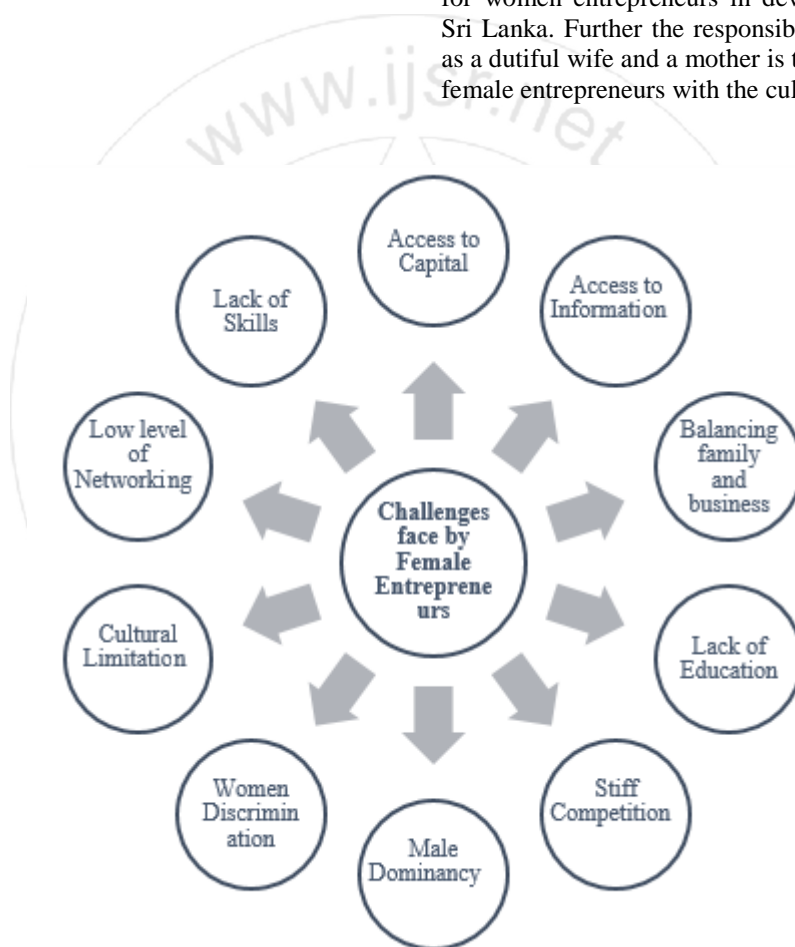 for women entrepreneurs in dev
Sri Lanka. Further the responsib
as a dutiful wife and a mother is t
female entrepreneurs with the cul
www.ijsr.net
Access to
Capital
Access to
Information
Balancing
family
and
business
Lack of
Education
Stiff
Competition
Male
Dominancy
Women
Discrimin
ation
Cultural
Limitation
Low level
of
Networking
Lack of
Skills
Challenges
face by
Female
Entreprene
urs